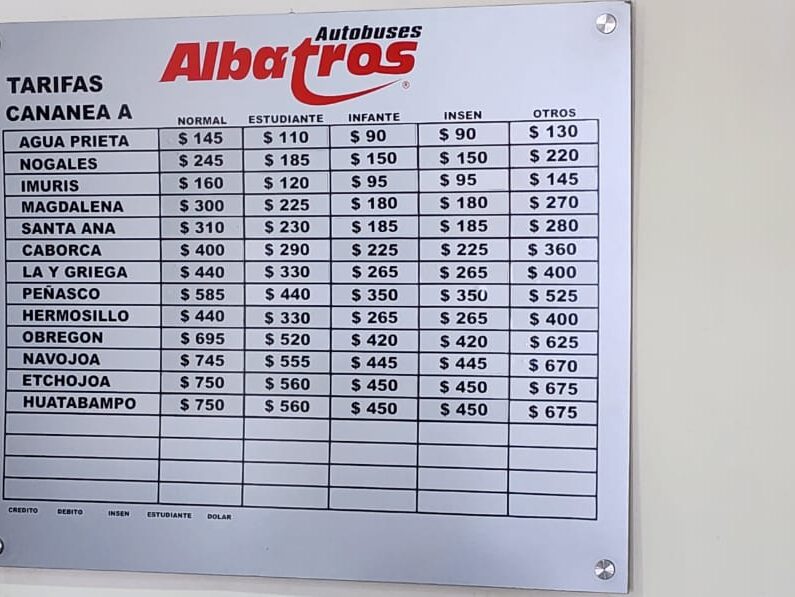 Autobuses
Albatros®
TARIFAS
CANANEA A
NORMAL ESTUDIANTE INFANTE INSEN OTROS
AGUA PRIETA $ 145 $ 110 $ 90 $ 90 $ 130
NOGALES $ 245 $ 185 $ 150 $ 150 $ 220
IMURIS $ 160 $ 120 $ 95 $ 95 $ 145
MAGDALENA $ 300 $ 225 $ 180 $ 180 $ 270
SANTA ANA $ 310 $ 230 $ 185 $ 185 $ 280
CABORCA $ 400 $ 290 $ 225 $ 225 $ 360
LA Y GRIEGA $ 440 $ 330 $ 265 $ 265 $ 400
PEÑASCO $ 585 $ 440 $ 350 $ 350 $ 525
HERMOSILLO $ 440 $ 330 $ 265 $ 265 $ 400
OBREGON $ 695 $ 520 $ 420 $ 420 $ 625
NAVOJOA $ 745 $ 555 $ 445 $ 445 $ 670
ETCHOJOA $ 750 $ 560 $ 450 $ 450 $ 675
HUATABAMPO $ 750 $ 560 $ 450 $ 450 $ 675
CREDITO DEBITO INSEN ESTUDIANTE DOLAR